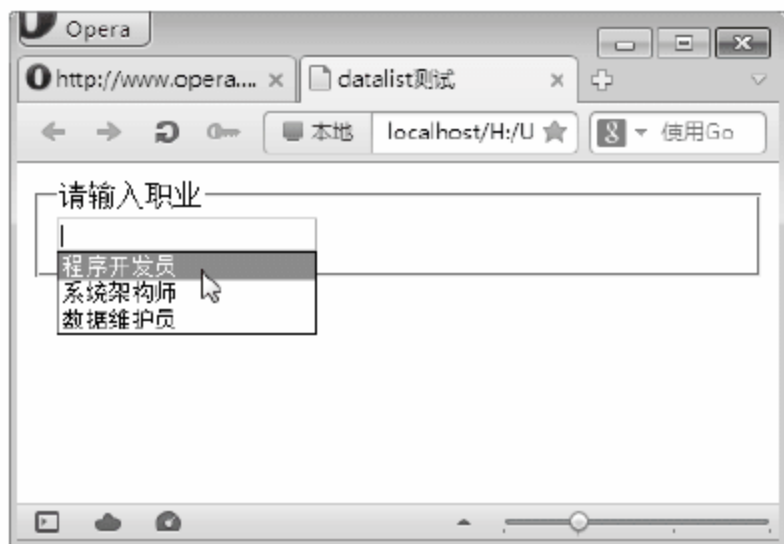 Opera
http://www.opera.... datalist测试
本地 localhost/H:/U 使用Go
请输入职业
程序开发员
系统架构师
数据维护员